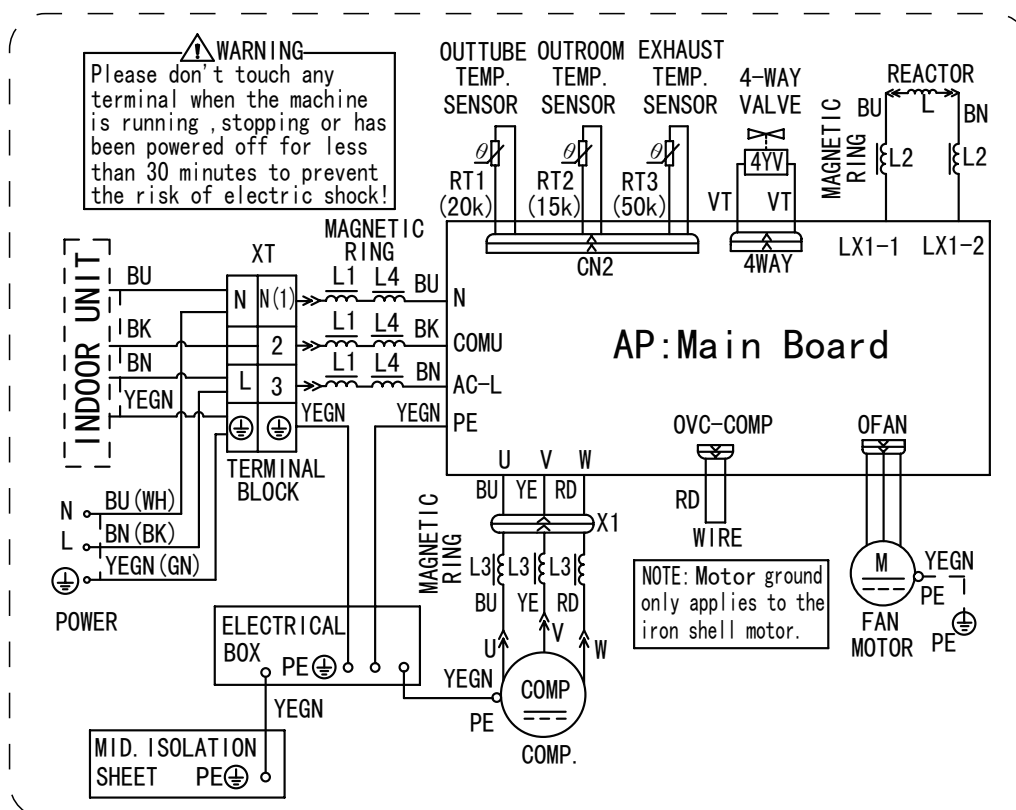 WARNING
Please don't touch any
terminal when the machine
is running ,stopping or has
been powered off for less
than 30 minutes to prevent
the risk of electric shock!
OUTTUBE
TEMP.
SENSOR
OUTROOM
TEMP.
SENSOR
EXHAUST
TEMP.
SENSOR
4-WAY
VALVE
REACTOR
L
BU
BN
MAGNETIC
RING
L2
L2
θ
θ
θ
RT1
(20k)
RT2
(15k)
RT3
(50k)
4YV
VT
VT
CN2
4WAY
LX1-1
LX1-2
INDOOR UNIT
BU
BK
BN
YEGN
XT
N
N(1)
2
L
3
TERMINAL
BLOCK
MAGNETIC
RING
L1
L4
BU
N
L1
L4
BK
COMU
L1
L4
BN
AC-L
YEGN
YEGN
PE
AP:Main Board
OVC-COMP
OFAN
U
V
W
BU
YE
RD
X1
RD
WIRE
MAGNETIC
RING
L3
L3
L3
BU
YE
RD
U
V
W
NOTE: Motor ground
only applies to the
iron shell motor.
M
YEGN
PE
FAN
MOTOR
PE
N
BU(WH)
L
BN(BK)
YEGN(GN)
POWER
ELECTRICAL
BOX
PE
YEGN
YEGN
PE
COMP
COMP.
MID. ISOLATION
SHEET
PE